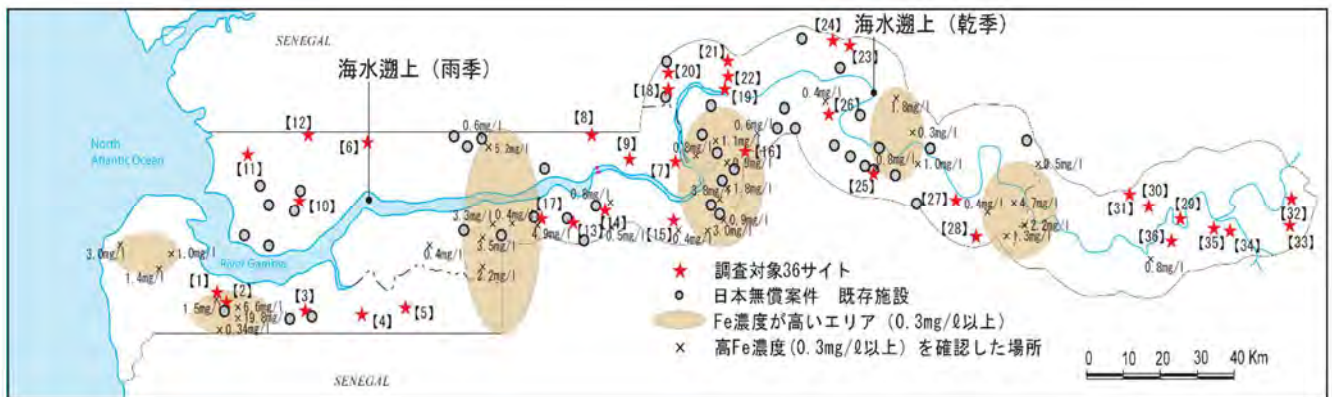 SENEGAL
海水遡上（雨季）
海水遡上（乾季）
North
Atlantic Ocean
River Gambia
【24】
【23】
【21】
【20】
【22】
【18】
【19】
【26】
0.4mg/l
1.8mg/l
0.3mg/l
【12】
【6】
【8】
0.6mg/l
5.2mg/l
0.6mg/l
1.1mg/l
【16】
【11】
【9】
【7】
0.8mg/l
0.8mg/l
1.0mg/l
0.5mg/l
【25】
【10】
0.8mg/l
3.8mg/l
1.8mg/l
【27】
0.4mg/l
4.7mg/l
【30】
【31】
【29】
【32】
3.3mg/l
0.4mg/l
【17】
【14】
4.9mg/l
【13】
0.5mg/l
【15】
0.4mg/l
0.9mg/l
3.0mg/l
【28】
2.2mg/l
1.3mg/l
【36】
【35】
【34】
【33】
0.8mg/l
3.0mg/l
1.0mg/l
1.4mg/l
0.4mg/l
2.2mg/l
【1】
【2】
【3】
【4】
【5】
1.5mg/l
6.6mg/l
19.8mg/l
0.34mg/l
調査対象36サイト
日本無償案件 既存施設
Fe濃度が高いエリア（0.3mg/ℓ以上）
高Fe濃度(0.3mg/ℓ以上）を確認した場所
0 10 20 30 40 Km
SENEGAL